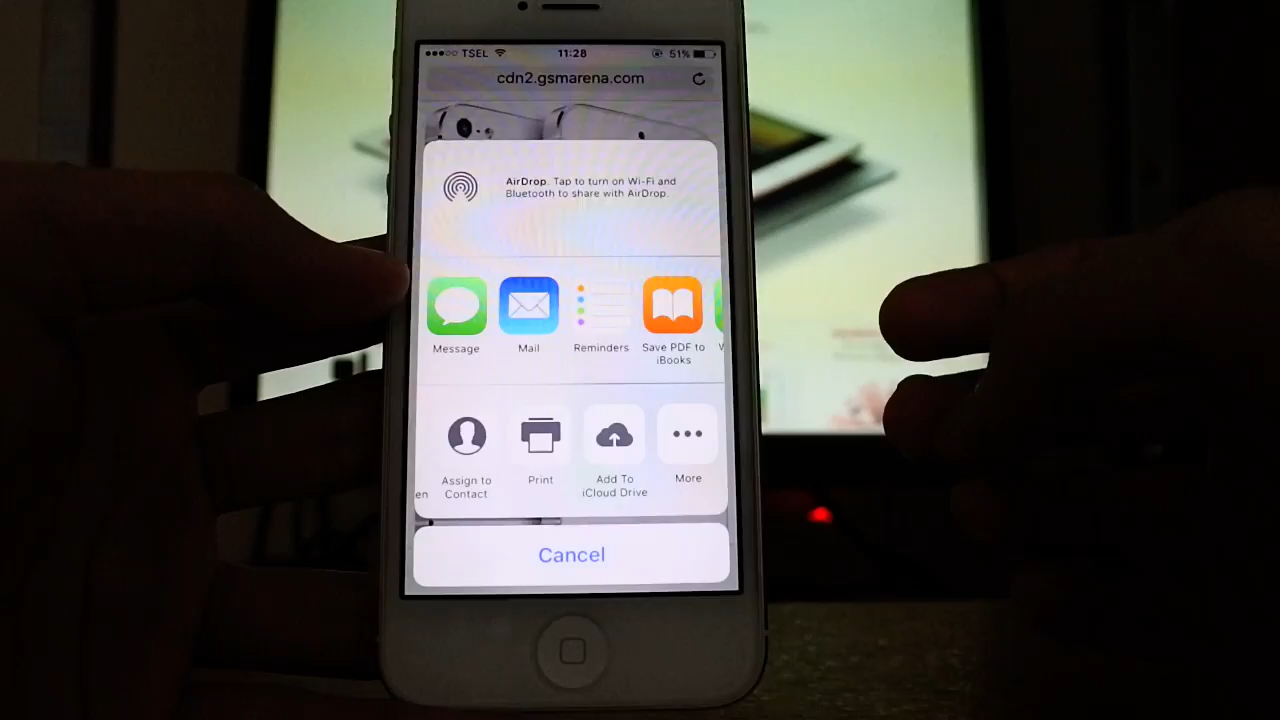 TSEL 11:28 51%
cdn2.gsmarena.com
AirDrop. Tap to turn on Wi-Fi and
Bluetooth to share with AirDrop.
Message Mail Reminders Save PDF to
iBooks
Assign to
Contact
Print
Add To
iCloud Drive
More
en
Cancel